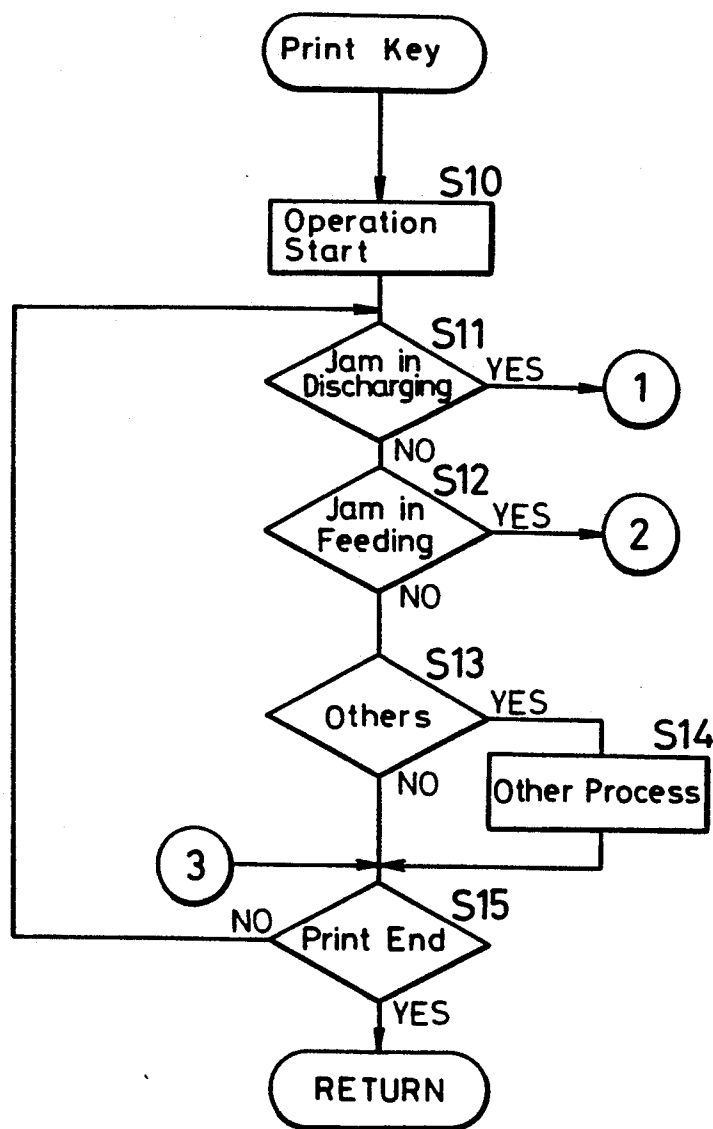 Print Key
S10
Operation
Start
S11
Jam in
Discharging
YES
1
NO
S12
Jam in
Feeding
YES
2
NO
S13
Others
YES
S14
Other Process
NO
3
S15
NO
Print End
YES
RETURN